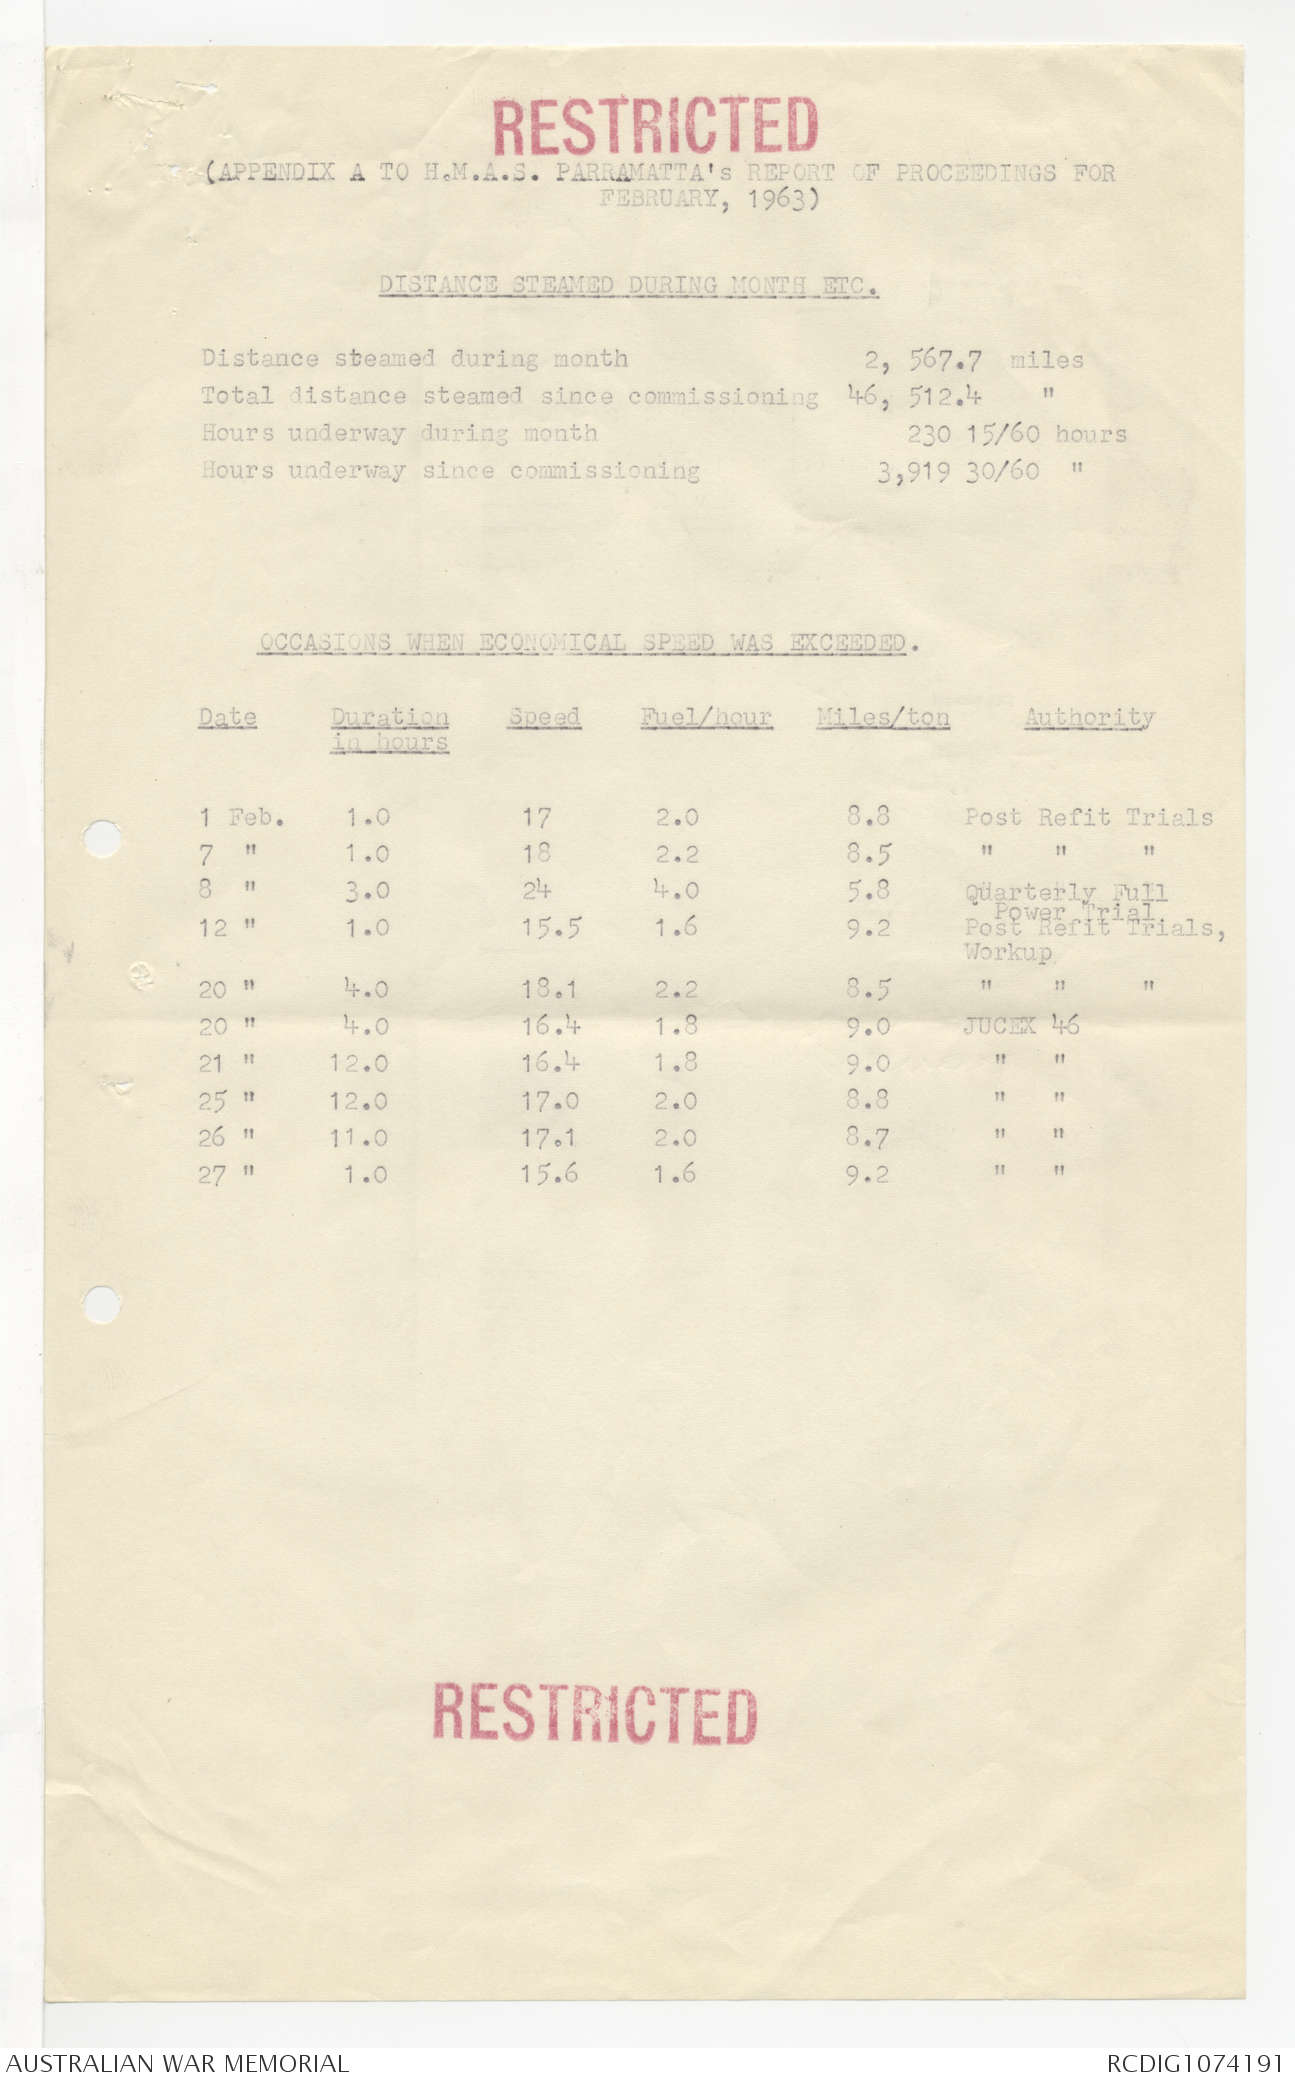 RESTRICTED
(APPENDIX A TO H.M.A.S. PARRAMATTA's REPORT OF PROCEEDINGS FOR
FEBRUARY, 1963)
DISTANCE STEAMED DURING MONTH ETC.
Distance steamed during month 2, 567.7 miles
Total distance steamed since commissioning 46, 512.4 "
Hours underway during month 230 15/60 hours
Hours underway since commissioning 3,919 30/60 "
OCCASIONS WHEN ECONOMICAL SPEED WAS EXCEEDED.
Date Duration Speed Fuel/hour Miles/ton Authority
in hours
1 Feb. 1.0 17 2.0 8.8 Post Refit Trials
7 " 1.0 18 2.2 8.5 " " "
8 " 3.0 24 4.0 5.8 Quarterly Full
Power Trial
12 " 1.0 15.5 1.6 9.2 Post Refit Trials,
Workup
20 " 4.0 18.1 2.2 8.5 " " "
20 " 4.0 16.4 1.8 9.0 JUCEX 46
21 " 12.0 16.4 1.8 9.0 " "
25 " 12.0 17.0 2.0 8.8 " "
26 " 11.0 17.1 2.0 8.7 " "
27 " 1.0 15.6 1.6 9.2 " "
RESTRICTED
AUSTRALIAN WAR MEMORIAL RCDIG1074191